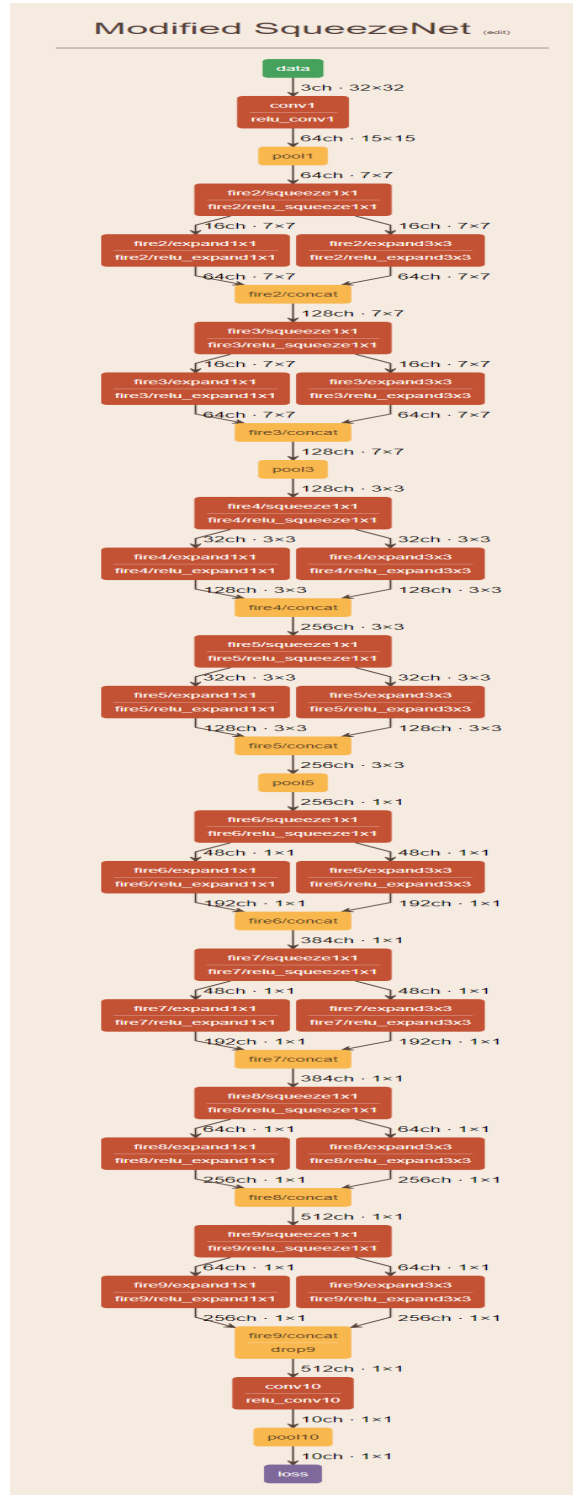 Modified SqueezeNet (edit)
data
3ch · 32×32
conv1
relu_conv1
64ch · 15×15
pool1
64ch · 7×7
fire2/squeeze1x1
fire2/relu_squeeze1x1
16ch · 7×7 16ch · 7×7
fire2/expand1x1 fire2/expand3x3
fire2/relu_expand1x1 fire2/relu_expand3x3
64ch · 7×7 64ch · 7×7
fire2/concat
128ch · 7×7
fire3/squeeze1x1
fire3/relu_squeeze1x1
16ch · 7×7 16ch · 7×7
fire3/expand1x1 fire3/expand3x3
fire3/relu_expand1x1 fire3/relu_expand3x3
64ch · 7×7 64ch · 7×7
fire3/concat
128ch · 7×7
pool3
128ch · 3×3
fire4/squeeze1x1
fire4/relu_squeeze1x1
32ch · 3×3 32ch · 3×3
fire4/expand1x1 fire4/expand3x3
fire4/relu_expand1x1 fire4/relu_expand3x3
128ch · 3×3 128ch · 3×3
fire4/concat
256ch · 3×3
fire5/squeeze1x1
fire5/relu_squeeze1x1
32ch · 3×3 32ch · 3×3
fire5/expand1x1 fire5/expand3x3
fire5/relu_expand1x1 fire5/relu_expand3x3
128ch · 3×3 128ch · 3×3
fire5/concat
256ch · 3×3
pool5
256ch · 1×1
fire6/squeeze1x1
fire6/relu_squeeze1x1
48ch · 1×1 48ch · 1×1
fire6/expand1x1 fire6/expand3x3
fire6/relu_expand1x1 fire6/relu_expand3x3
192ch · 1×1 192ch · 1×1
fire6/concat
384ch · 1×1
fire7/squeeze1x1
fire7/relu_squeeze1x1
48ch · 1×1 48ch · 1×1
fire7/expand1x1 fire7/expand3x3
fire7/relu_expand1x1 fire7/relu_expand3x3
192ch · 1×1 192ch · 1×1
fire7/concat
384ch · 1×1
fire8/squeeze1x1
fire8/relu_squeeze1x1
64ch · 1×1 64ch · 1×1
fire8/expand1x1 fire8/expand3x3
fire8/relu_expand1x1 fire8/relu_expand3x3
256ch · 1×1 256ch · 1×1
fire8/concat
512ch · 1×1
fire9/squeeze1x1
fire9/relu_squeeze1x1
64ch · 1×1 64ch · 1×1
fire9/expand1x1 fire9/expand3x3
fire9/relu_expand1x1 fire9/relu_expand3x3
256ch · 1×1 256ch · 1×1
fire9/concat
drop9
512ch · 1×1
conv10
relu_conv10
10ch · 1×1
pool10
10ch · 1×1
loss